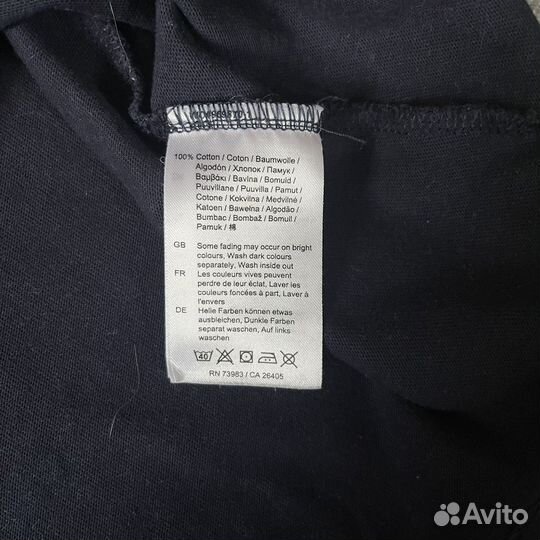 100% Cotton / Coton / Baumwolle /
Algodón / Хлопок / Памук /
Βαμβάκι / Bavlna / Bomuld /
Puuvillane / Puuvilla / Pamut /
Cotone / Kokvilna / Medvilnė /
Katoen / Bawełna / Algodão /
Bumbac / Bombaž / Bomull /
Pamuk / 棉
GB Some fading may occur on bright
colours, Wash dark colours
separately, Wash inside out
FR Les couleurs vives peuvent
perdre de leur éclat. Laver les
couleurs foncées à part, Laver à
l'envers
DE Helle Farben können etwas
ausbleichen, Dunkle Farben
separat waschen, Auf links
waschen
40
RN 73983 / CA 26405
Avito